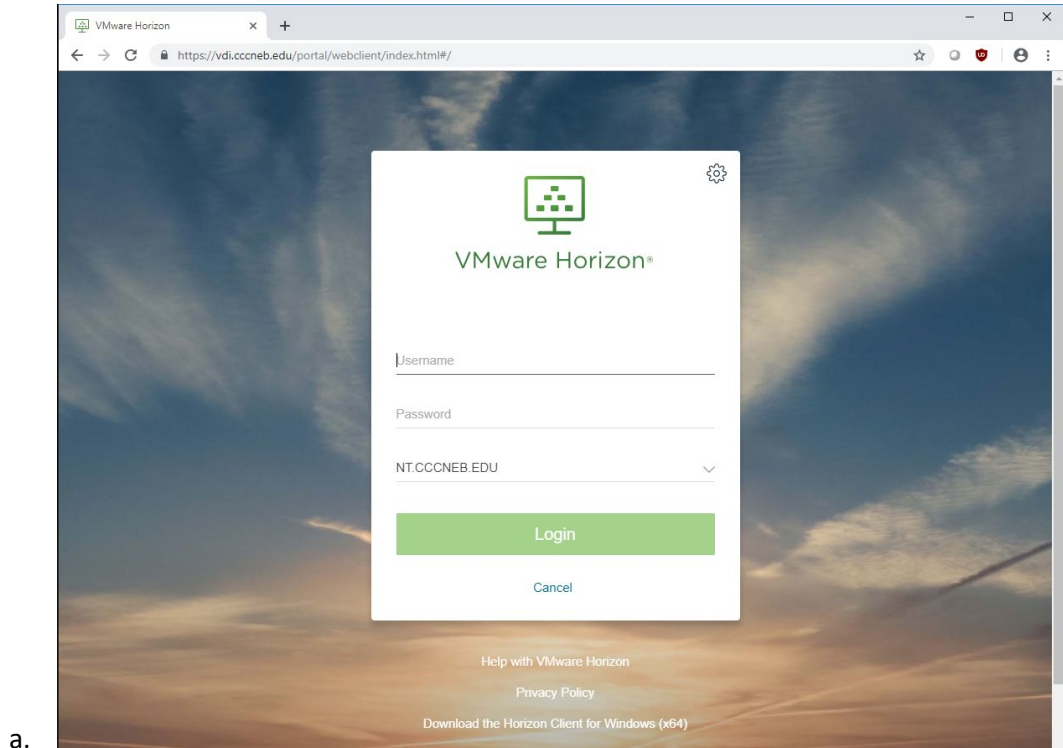 VMware Horizon
https://vdi.cccneb.edu/portal/webclient/index.html#/
VMware Horizon®
Username
Password
NT.CCCNEB.EDU
Login
Cancel
Help with VMware Horizon
Privacy Policy
Download the Horizon Client for Windows (x64)
a.